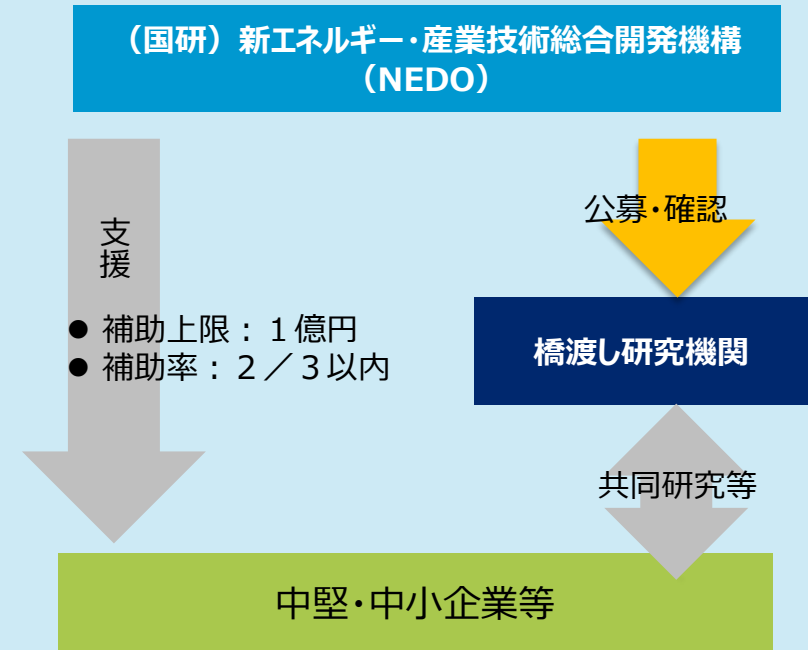 （国研）新エネルギー・産業技術総合開発機構
（NEDO）
支援
● 補助上限：１億円
● 補助率：２／３以内
公募・確認
橋渡し研究機関
共同研究等
中堅・中小企業等